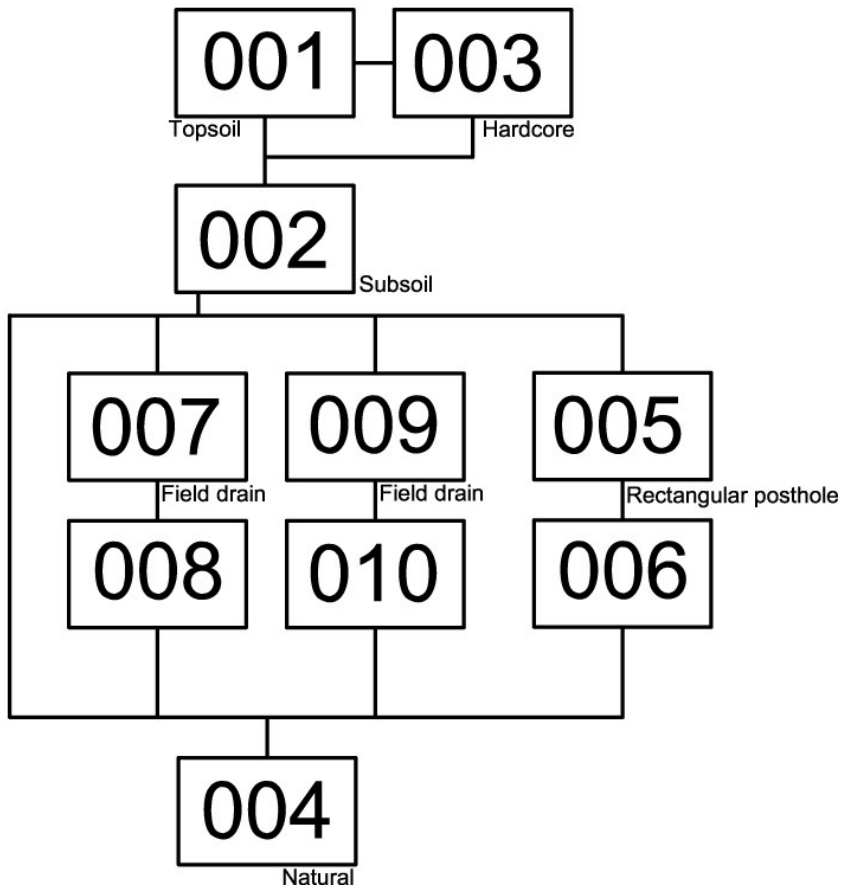 001 003
Topsoil Hardcore
002
Subsoil
007 009 005
Field drain Field drain Rectangular posthole
008 010 006
004
Natural